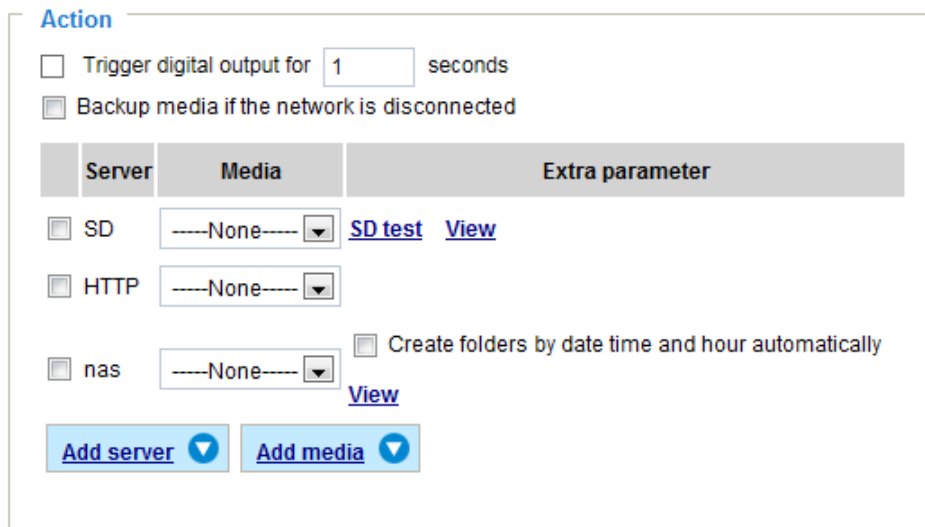 Action
Trigger digital output for 1 seconds
Backup media if the network is disconnected
Server Media Extra parameter
SD -----None----- SD test View
HTTP -----None-----
Create folders by date time and hour automatically
nas -----None-----
View
Add server Add media